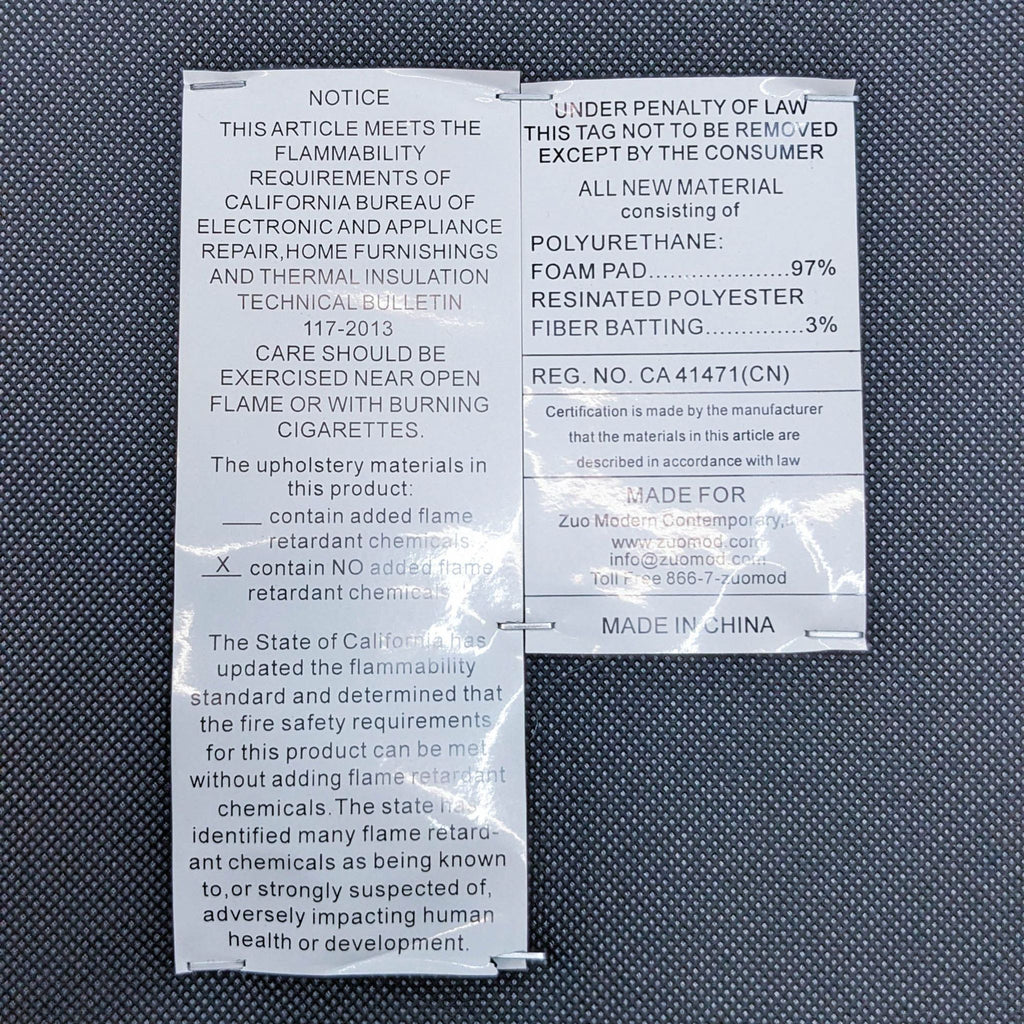 NOTICE
THIS ARTICLE MEETS THE
FLAMMABILITY
REQUIREMENTS OF
CALIFORNIA BUREAU OF
ELECTRONIC AND APPLIANCE
REPAIR,HOME FURNISHINGS
AND THERMAL INSULATION
TECHNICAL BULLETIN
117-2013
CARE SHOULD BE
EXERCISED NEAR OPEN
FLAME OR WITH BURNING
CIGARETTES.
The upholstery materials in
this product:
___ contain added flame
retardant chemicals
X contain NO added flame
retardant chemicals
The State of California has
updated the flammability
standard and determined that
the fire safety requirements
for this product can be met
without adding flame retardant
chemicals.The state has
identified many flame retard-
ant chemicals as being known
to,or strongly suspected of,
adversely impacting human
health or development.
UNDER PENALTY OF LAW
THIS TAG NOT TO BE REMOVED
EXCEPT BY THE CONSUMER
ALL NEW MATERIAL
consisting of
POLYURETHANE:
FOAM PAD....................97%
RESINATED POLYESTER
FIBER BATTING..............3%
REG. NO. CA 41471(CN)
Certification is made by the manufacturer
that the materials in this article are
described in accordance with law
MADE FOR
Zuo Modern Contemporary,
www.zuomod.com
info@zuomod.com
Toll Free 866-7-zuomod
MADE IN CHINA